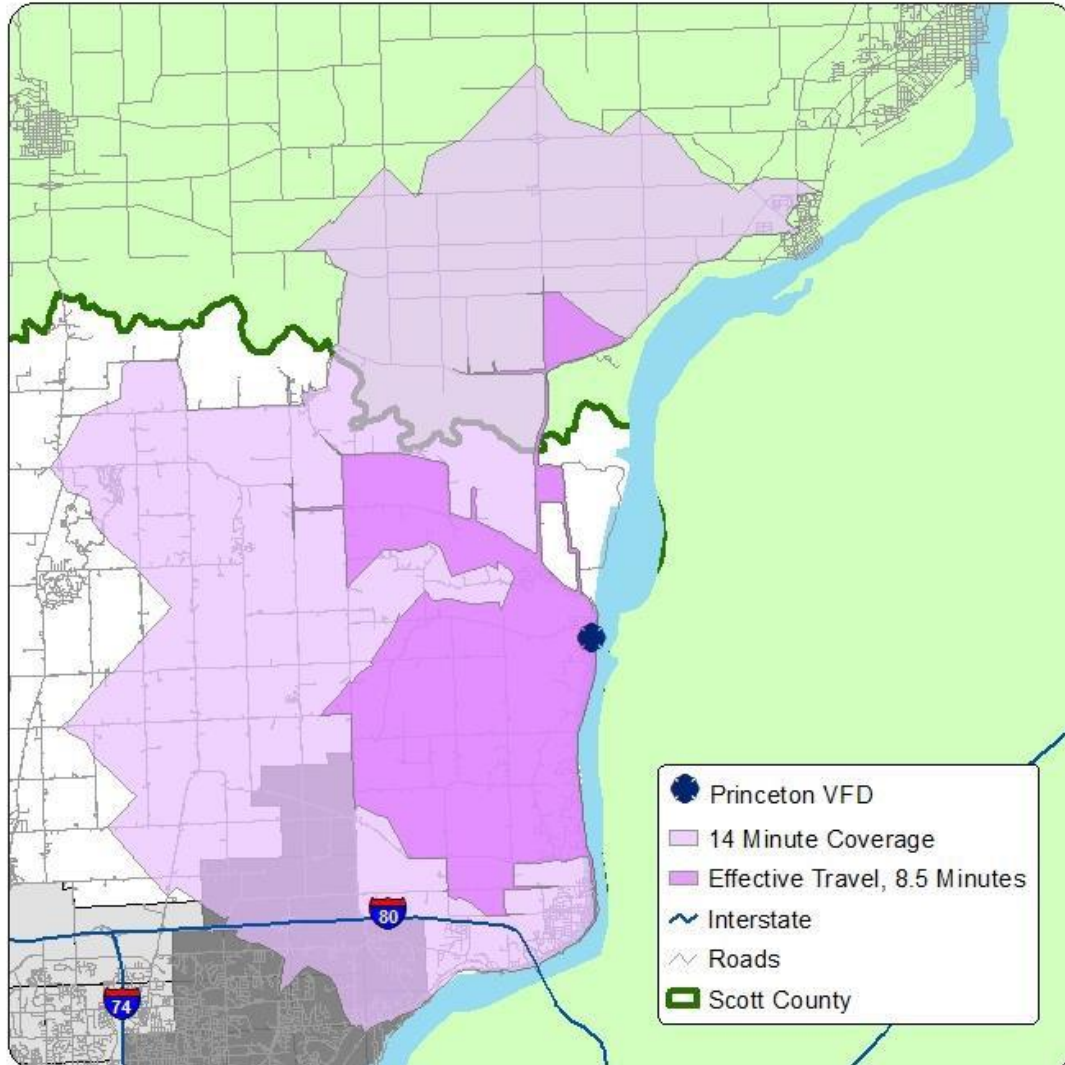 80
74
Princeton VFD
14 Minute Coverage
Effective Travel, 8.5 Minutes
Interstate
Roads
Scott County